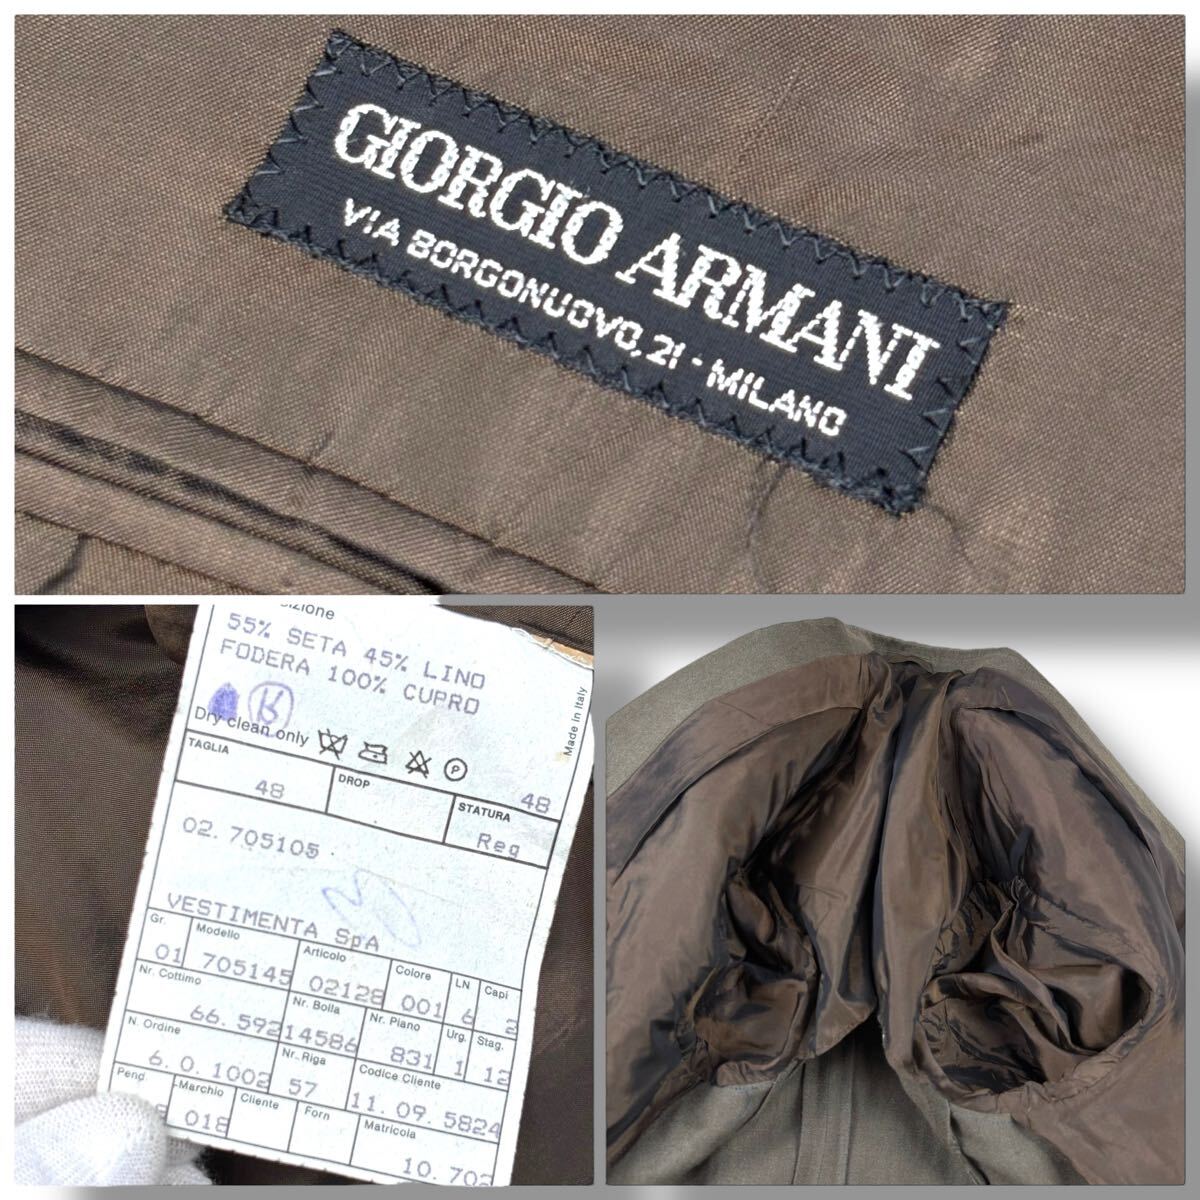 GIORGIO ARMANI
VIA BORGONUOVO, 21 - MILANO
55% SETA 45% LINO
FODERA 100% CUPRO
Made in Italy
Dry clean only
P
TAGLIA 48
DROP
48 STATURA Reg
02.705105
VESTIMENTA SpA
Gr. 01 Modello 705145 Articolo 02128 Colore 001 LN 6 Capi
Nr. Cottimo 66.592 Nr. Bolla 14586 Nr. Piano 831 Urg. 1 Stag. 12
N. Ordine 6.0.1002 Nr. Riga 57 Codice Cliente 11.09.5824
Pend. Marchio 018 Cliente Forn Matricola 10.702